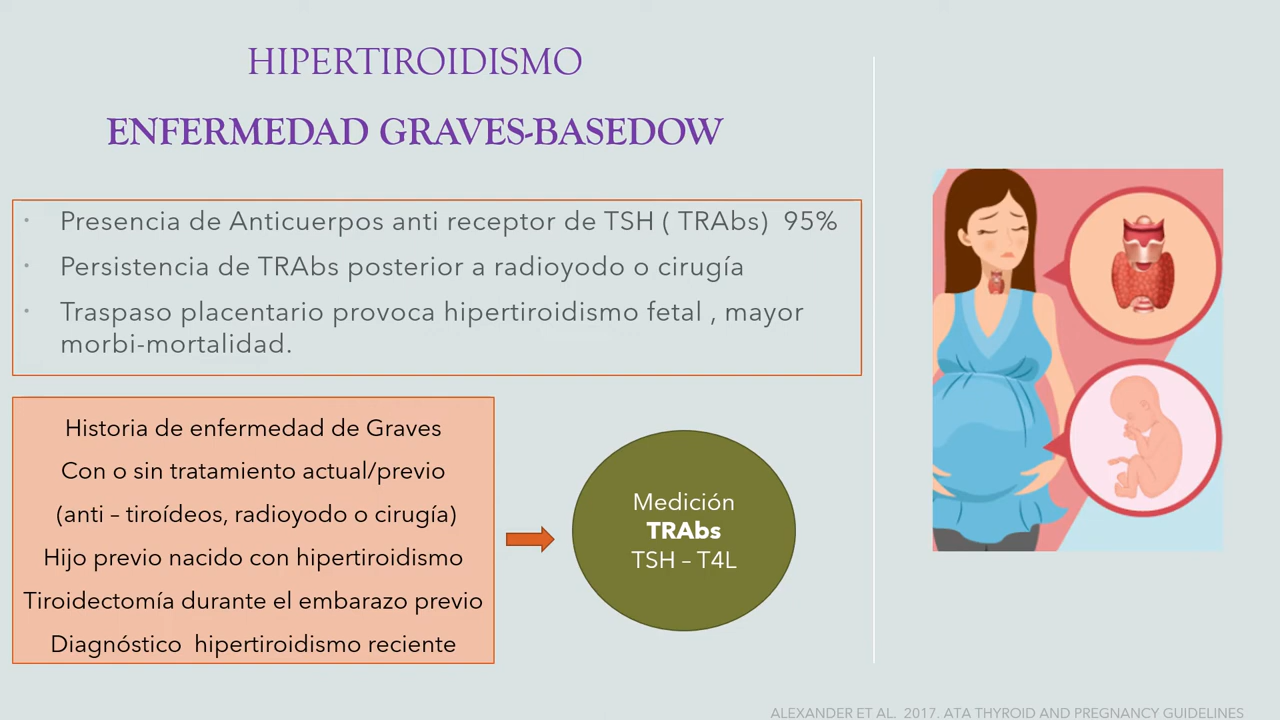 HIPERTIROIDISMO
ENFERMEDAD GRAVES-BASEDOW
• Presencia de Anticuerpos anti receptor de TSH ( TRAbs) 95%
• Persistencia de TRAbs posterior a radioyodo o cirugía
• Traspaso placentario provoca hipertiroidismo fetal , mayor
morbi-mortalidad.
Historia de enfermedad de Graves
Con o sin tratamiento actual/previo
(anti – tiroídeos, radioyodo o cirugía)
Hijo previo nacido con hipertiroidismo
Tiroidectomía durante el embarazo previo
Diagnóstico hipertiroidismo reciente
Medición
TRAbs
TSH – T4L
ALEXANDER ET AL. 2017. ATA THYROID AND PREGNANCY GUIDELINES